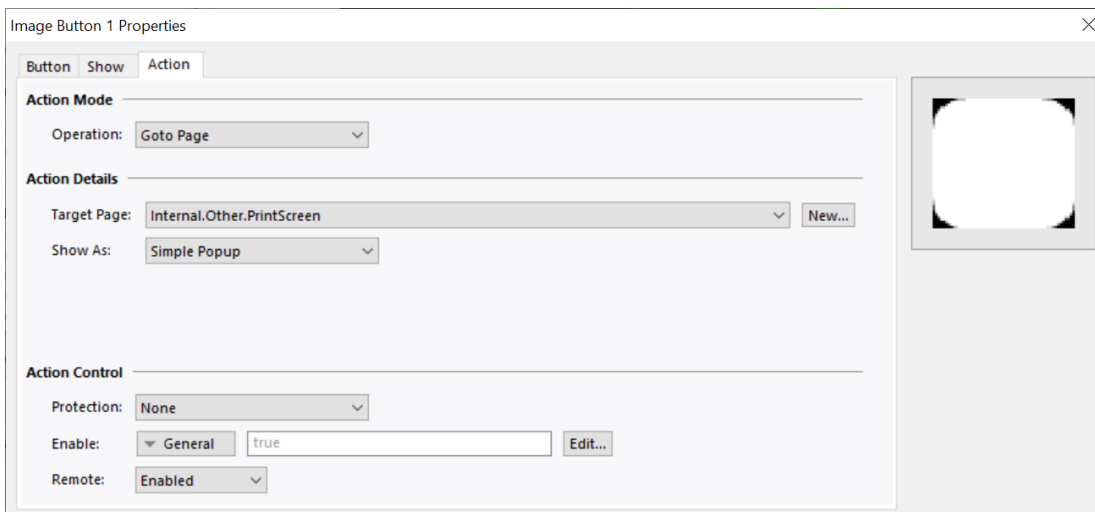 Image Button 1 Properties
Button Show Action
Action Mode
Operation: Goto Page
Action Details
Target Page: Internal.Other.PrintScreen New...
Show As: Simple Popup
Action Control
Protection: None
Enable: General true Edit...
Remote: Enabled